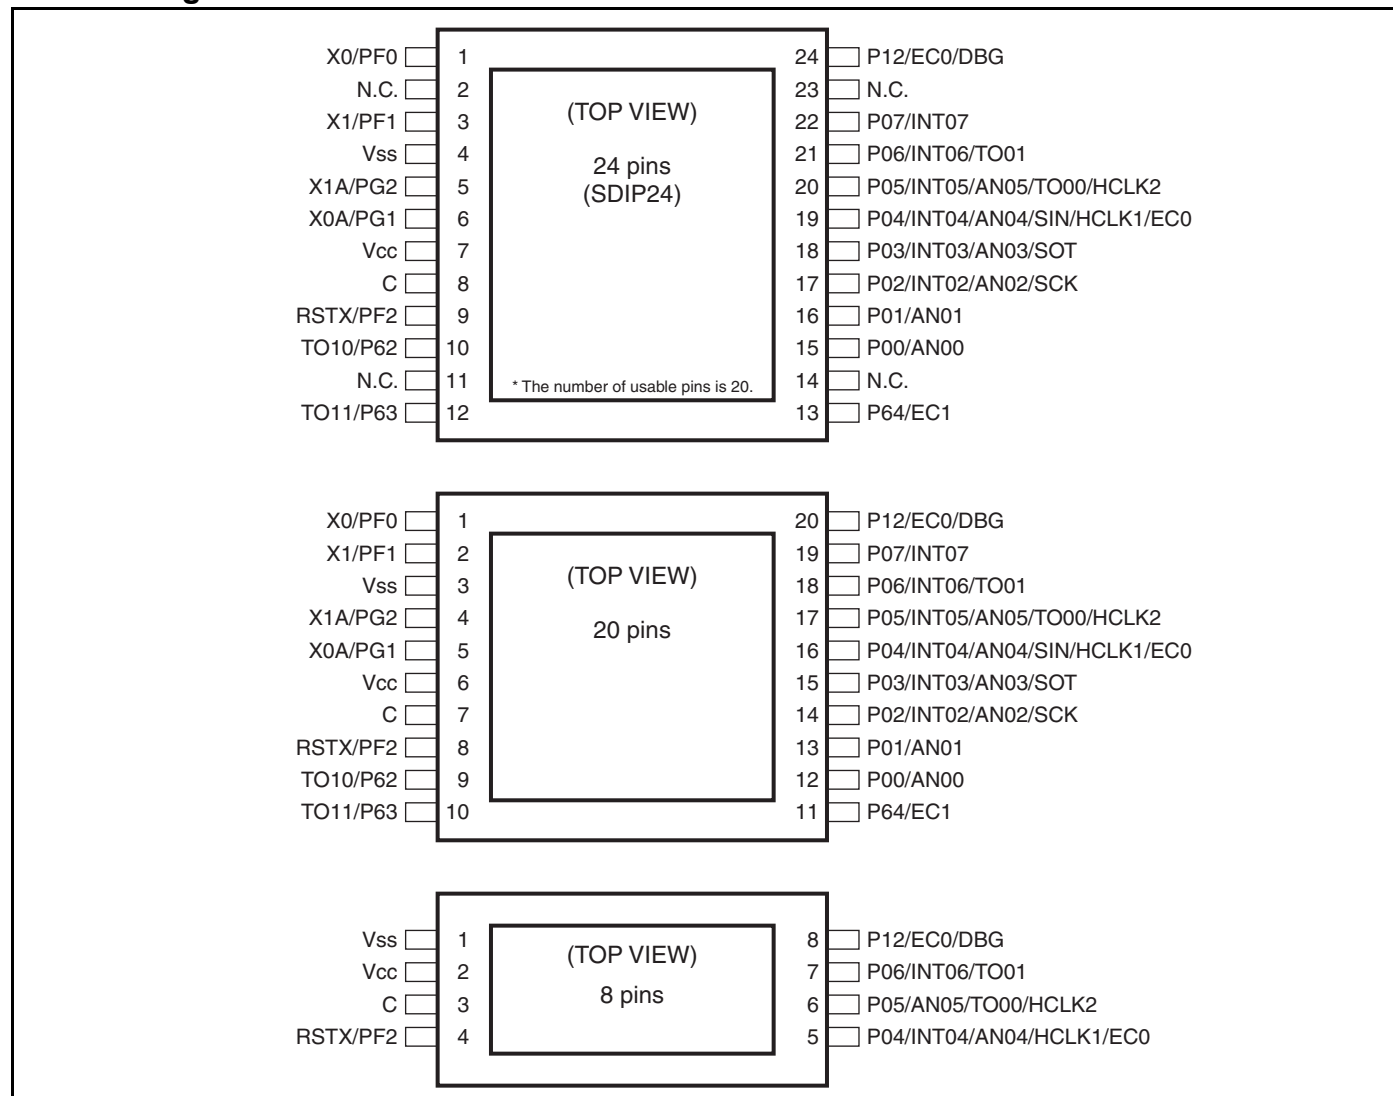 X0/PF0 1 24 P12/EC0/DBG
N.C. 2 23 N.C.
(TOP VIEW)
X1/PF1 3 22 P07/INT07
Vss 4 21 P06/INT06/TO01
24 pins
X1A/PG2 5 20 P05/INT05/AN05/TO00/HCLK2
(SDIP24)
X0A/PG1 6 19 P04/INT04/AN04/SIN/HCLK1/EC0
Vcc 7 18 P03/INT03/AN03/SOT
C 8 17 P02/INT02/AN02/SCK
RSTX/PF2 9 16 P01/AN01
TO10/P62 10 15 P00/AN00
N.C. 11 * The number of usable pins is 20. 14 N.C.
TO11/P63 12 13 P64/EC1
X0/PF0 1 20 P12/EC0/DBG
X1/PF1 2 19 P07/INT07
(TOP VIEW)
Vss 3 18 P06/INT06/TO01
X1A/PG2 4 17 P05/INT05/AN05/TO00/HCLK2
20 pins
X0A/PG1 5 16 P04/INT04/AN04/SIN/HCLK1/EC0
Vcc 6 15 P03/INT03/AN03/SOT
C 7 14 P02/INT02/AN02/SCK
RSTX/PF2 8 13 P01/AN01
TO10/P62 9 12 P00/AN00
TO11/P63 10 11 P64/EC1
Vss 1 8 P12/EC0/DBG
(TOP VIEW)
Vcc 2 7 P06/INT06/TO01
8 pins
C 3 6 P05/AN05/TO00/HCLK2
RSTX/PF2 4 5 P04/INT04/AN04/HCLK1/EC0